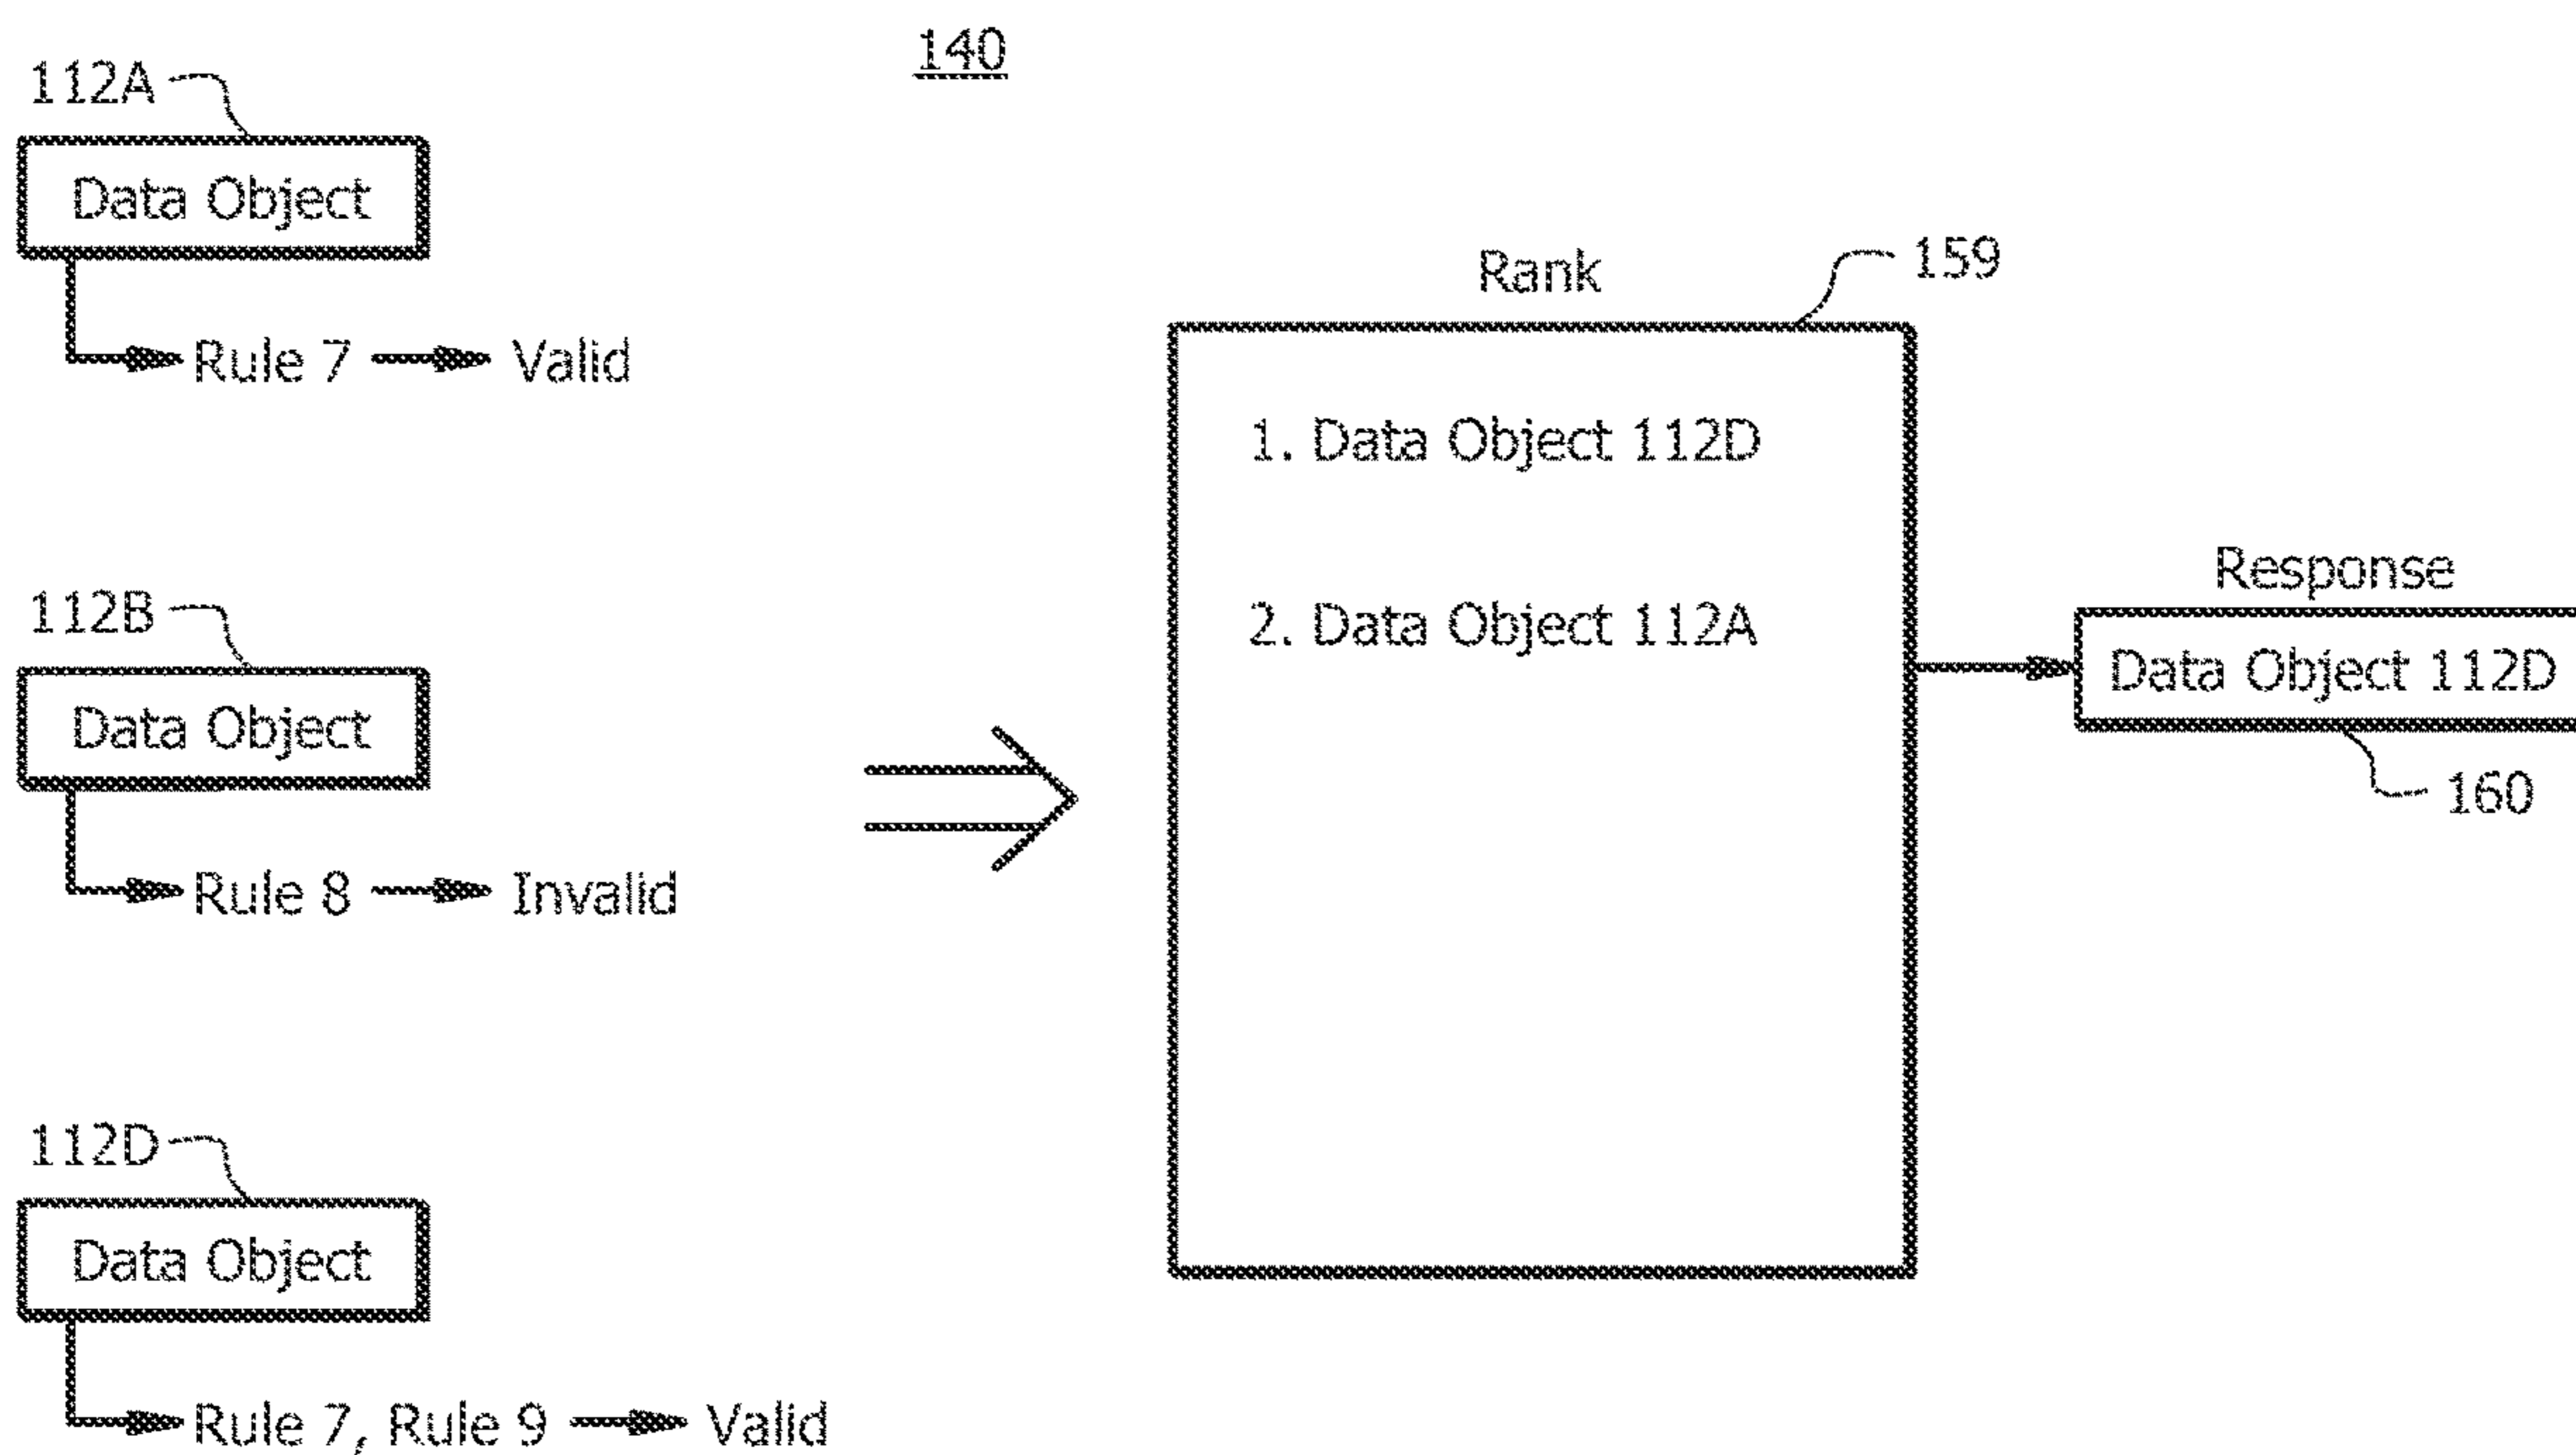 140
112A
Data Object
Rule 7 Valid
112B
Data Object
Rule 8 Invalid
112D
Data Object
Rule 7, Rule 9 Valid
Rank
159
1. Data Object 112D
2. Data Object 112A
Response
Data Object 112D
160